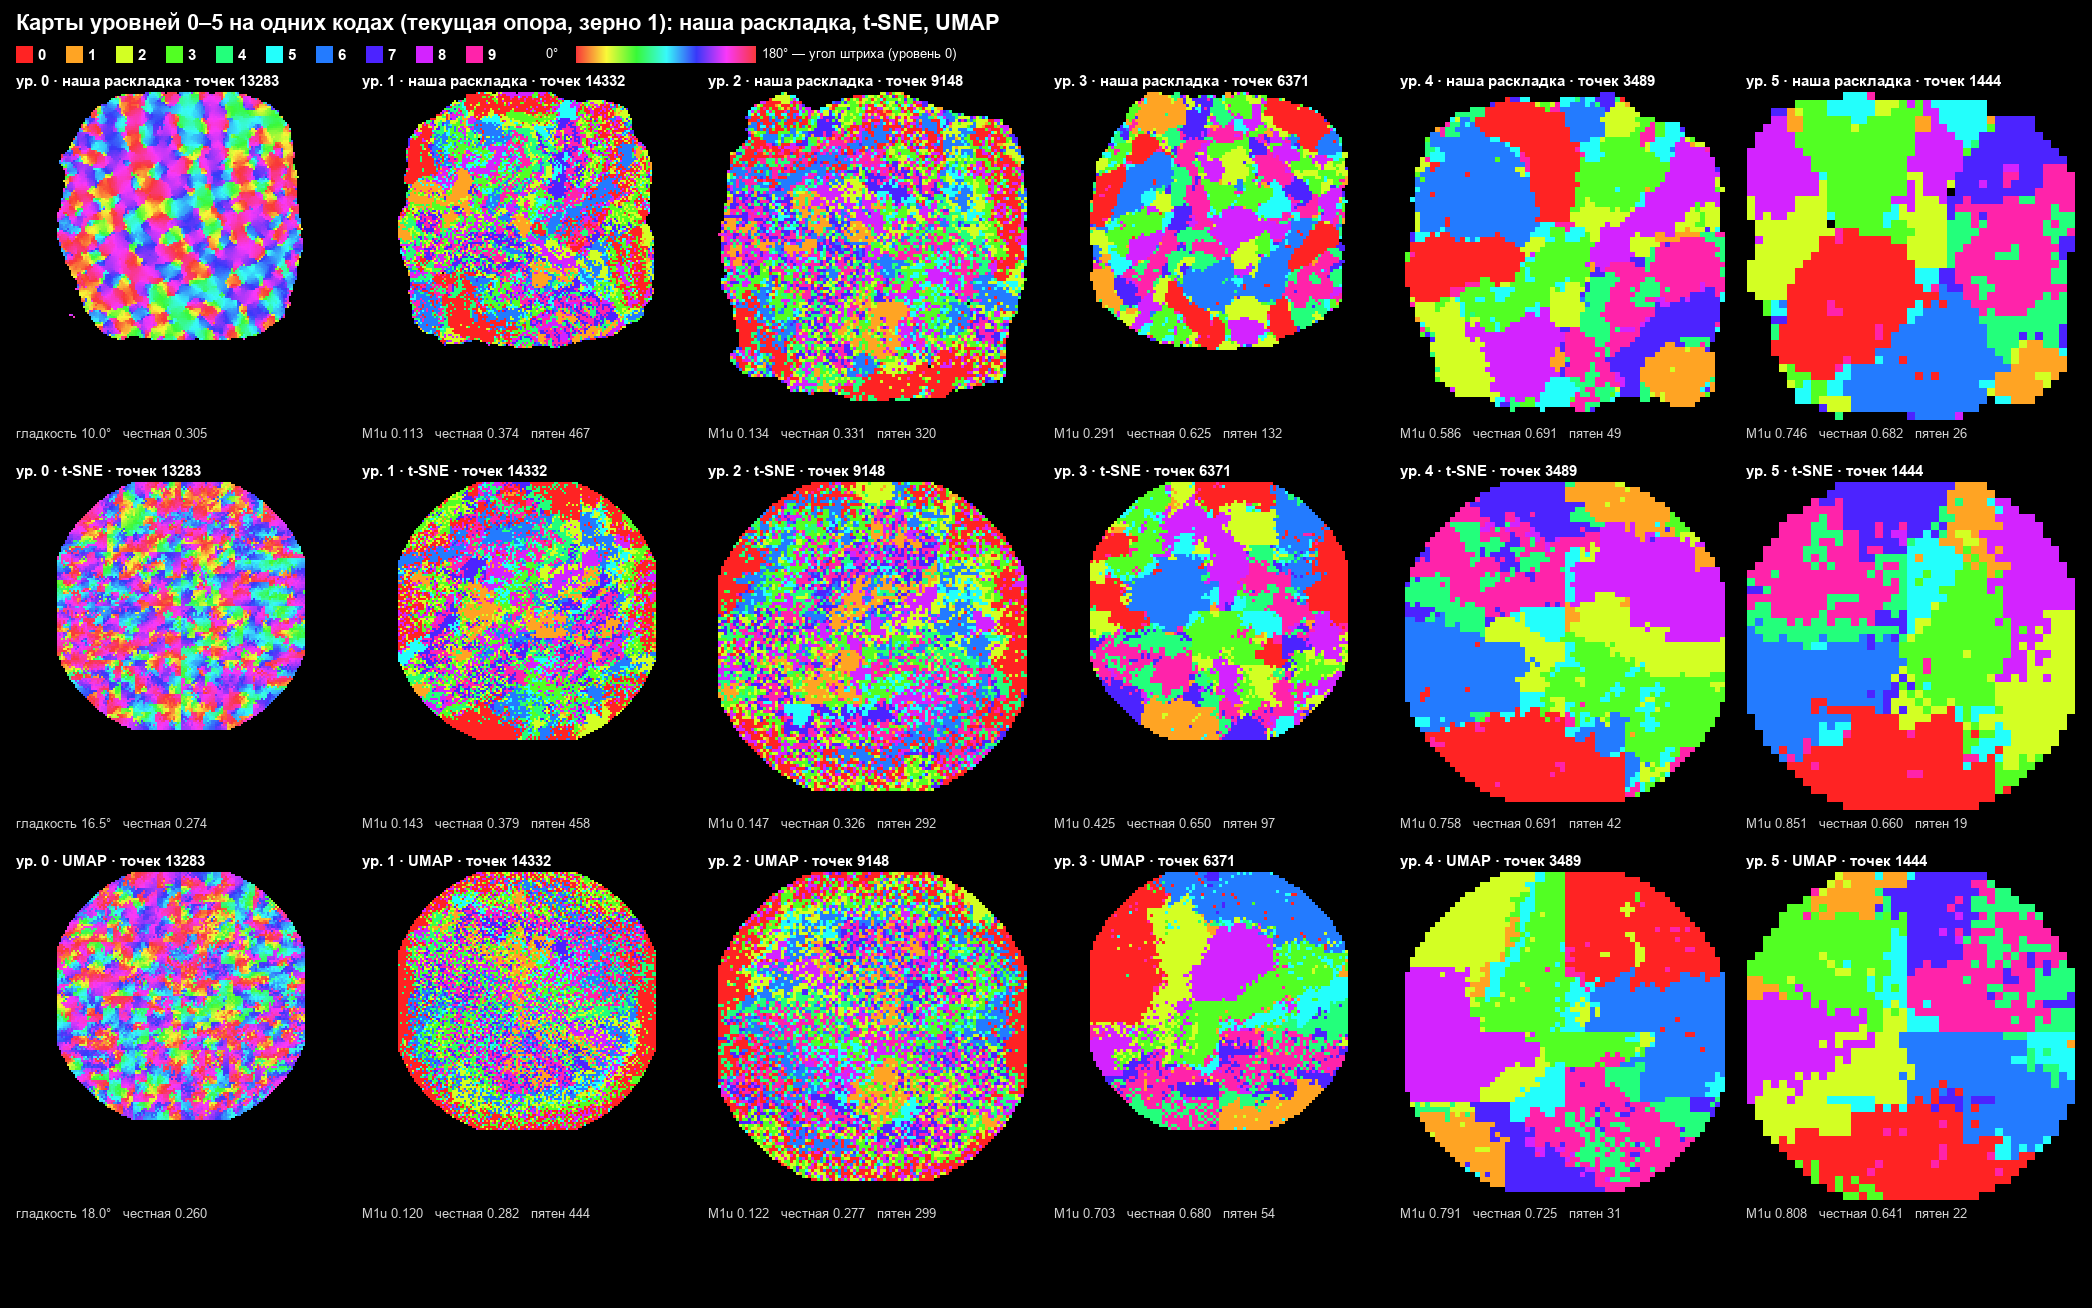 Карты уровней 0–5 на одних кодах (текущая опора, зерно 1): наша раскладка, t-SNE, UMAP
0 1 2 3 4 5 6 7 8 9 0° 180° — угол штриха (уровень 0)
ур. 0 · наша раскладка · точек 13283 ур. 1 · наша раскладка · точек 14332 ур. 2 · наша раскладка · точек 9148 ур. 3 · наша раскладка · точек 6371 ур. 4 · наша раскладка · точек 3489 ур. 5 · наша раскладка · точек 1444
гладкость 10.0° честная 0.305 M1u 0.113 честная 0.374 пятен 467 M1u 0.134 честная 0.331 пятен 320 M1u 0.291 честная 0.625 пятен 132 M1u 0.586 честная 0.691 пятен 49 M1u 0.746 честная 0.682 пятен 26
ур. 0 · t-SNE · точек 13283 ур. 1 · t-SNE · точек 14332 ур. 2 · t-SNE · точек 9148 ур. 3 · t-SNE · точек 6371 ур. 4 · t-SNE · точек 3489 ур. 5 · t-SNE · точек 1444
гладкость 16.5° честная 0.274 M1u 0.143 честная 0.379 пятен 458 M1u 0.147 честная 0.326 пятен 292 M1u 0.425 честная 0.650 пятен 97 M1u 0.758 честная 0.691 пятен 42 M1u 0.851 честная 0.660 пятен 19
ур. 0 · UMAP · точек 13283 ур. 1 · UMAP · точек 14332 ур. 2 · UMAP · точек 9148 ур. 3 · UMAP · точек 6371 ур. 4 · UMAP · точек 3489 ур. 5 · UMAP · точек 1444
гладкость 18.0° честная 0.260 M1u 0.120 честная 0.282 пятен 444 M1u 0.122 честная 0.277 пятен 299 M1u 0.703 честная 0.680 пятен 54 M1u 0.791 честная 0.725 пятен 31 M1u 0.808 честная 0.641 пятен 22